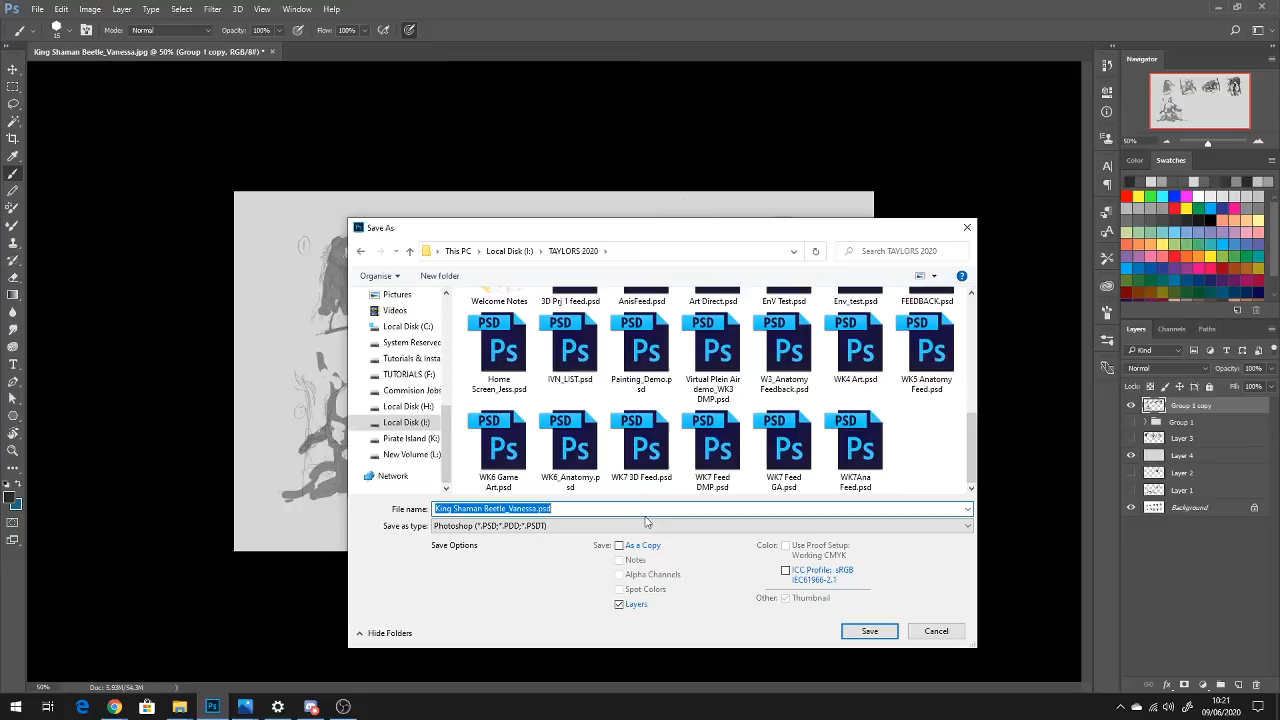 Ps File Edit Image Layer Type Select Filter 3D View Window Help
15 Mode: Normal Opacity: 100% Flow: 100%
King Shaman Beetle_Vanessa.jpg @ 50% (Group 1 copy, RGB/8#) * ×
Navigator
50%
Color Swatches
Save As
This PC > Local Disk (I:) > TAYLORS 2020 >
Search TAYLORS 2020
Organise New folder
Pictures
Videos
Local Disk (C:)
System Reserved
Tutorials & Insta
TUTORIALS (F:)
Commision Jobs
Local Disk (H:)
Local Disk (I:)
Pirate Island (K:)
New Volume (L:)
Network
Welcome Notes 3D Prj 1 feed.psd AnisFeed.psd Art Direct.psd EnV Test.psd Env_test.psd FEEDBACK.psd
PSD PSD PSD PSD PSD PSD PSD
Ps Ps Ps Ps Ps Ps Ps
Home Screen_Jess.psd IVN_LIST.psd Painting_Demo.psd Virtual Plein Air demo_WK3 DMP.psd W3_Anatomy Feedback.psd WK4 Art.psd WK5 Anatomy Feed.psd
PSD PSD PSD PSD PSD PSD
Ps Ps Ps Ps Ps Ps
WK6 Game Art.psd WK6_Anatomy.psd WK7 3D Feed.psd WK7 Feed DMP.psd WK7 Feed GA.psd WK7Ana Feed.psd
File name: King Shaman Beetle_Vanessa.psd
Save as type: Photoshop (*.PSD;*.PDD;*.PSDT)
Save Options
Save: As a Copy
Notes
Alpha Channels
Spot Colors
Layers
Color: Use Proof Setup:
Working CMYK
ICC Profile: sRGB
IEC61966-2.1
Other: Thumbnail
Hide Folders
Save Cancel
Layers Channels Paths
Kind
Normal Opacity: 100%
Lock: Fill: 100%
Group 1 copy
Group 1
Layer 3
Layer 4
Layer 2
Layer 1
Background
50% Doc: 5.93M/54.3M
10:21
09/06/2020